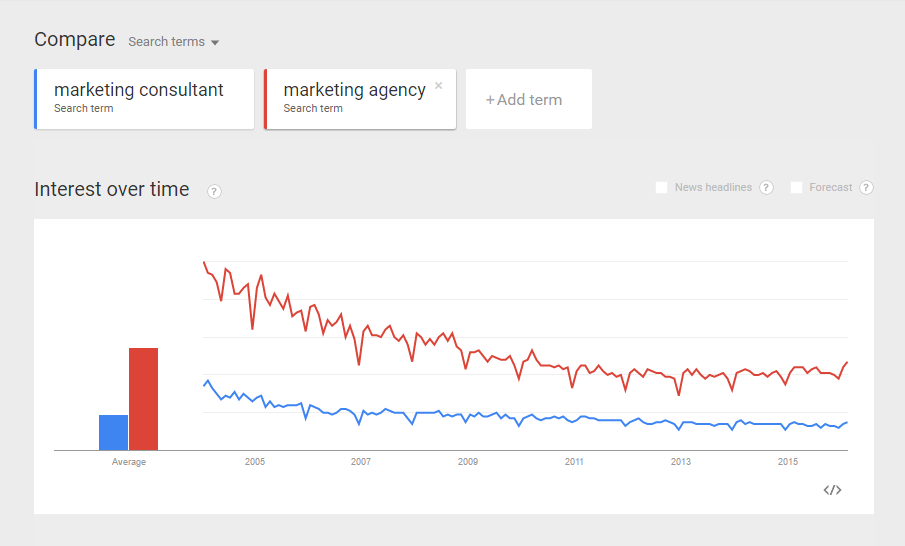 Compare Search terms
marketing consultant
Search term
marketing agency ×
Search term
+Add term
Interest over time ?
News headlines ? Forecast ?
Average 2005 2007 2009 2011 2013 2015
</>